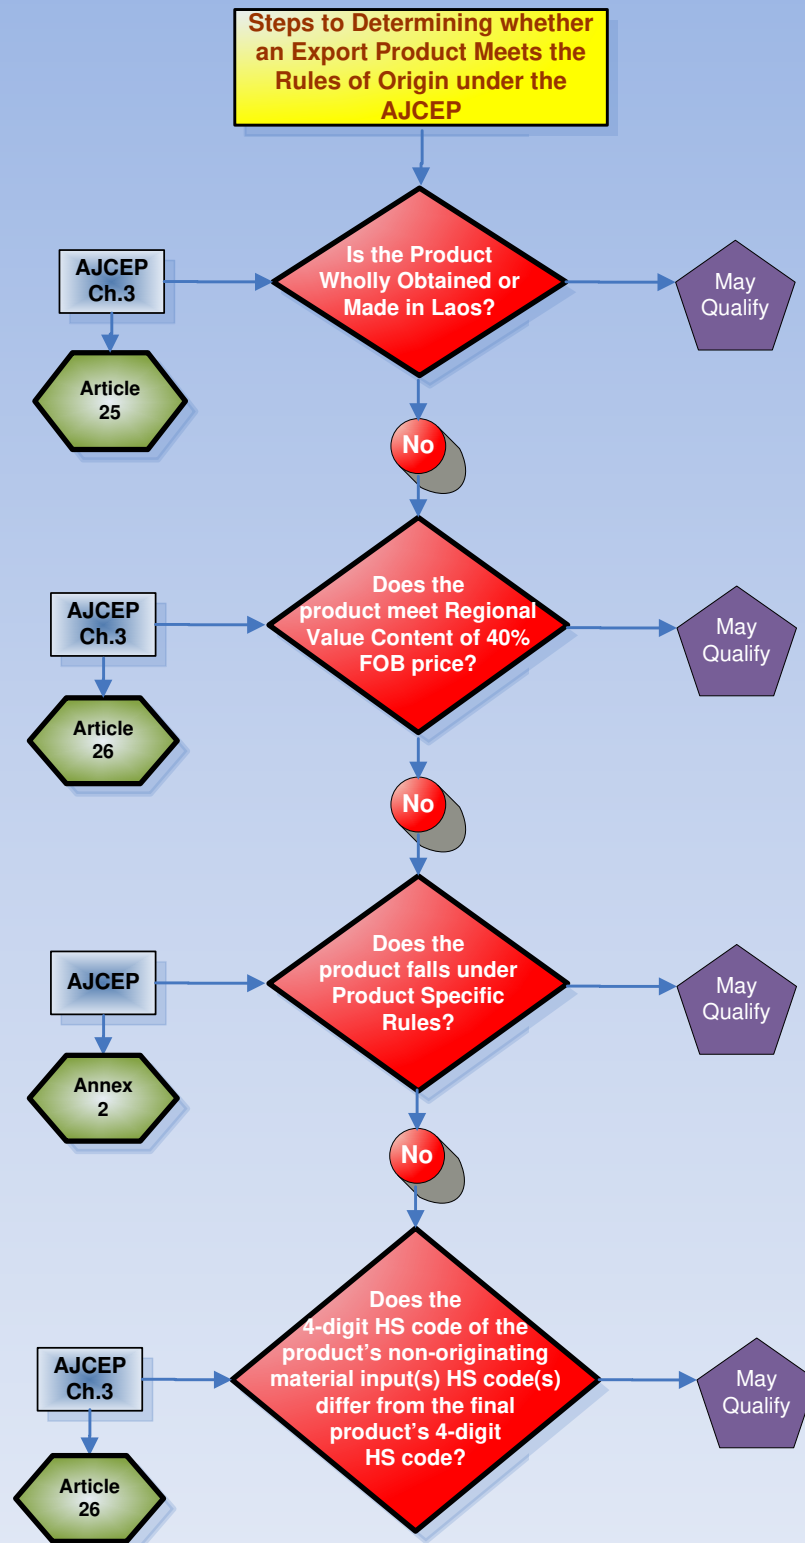 Steps to Determining whether
an Export Product Meets the
Rules of Origin under the
AJCEP
AJCEP
Ch.3
Is the Product
Wholly Obtained or
Made in Laos?
May
Qualify
Article
25
No
AJCEP
Ch.3
Does the
product meet Regional
Value Content of 40%
FOB price?
May
Qualify
Article
26
No
AJCEP
Does the
product falls under
Product Specific
Rules?
May
Qualify
Annex
2
No
AJCEP
Ch.3
Does the
4-digit HS code of the
product's non-originating
material input(s) HS code(s)
differ from the final
product's 4-digit
HS code?
May
Qualify
Article
26